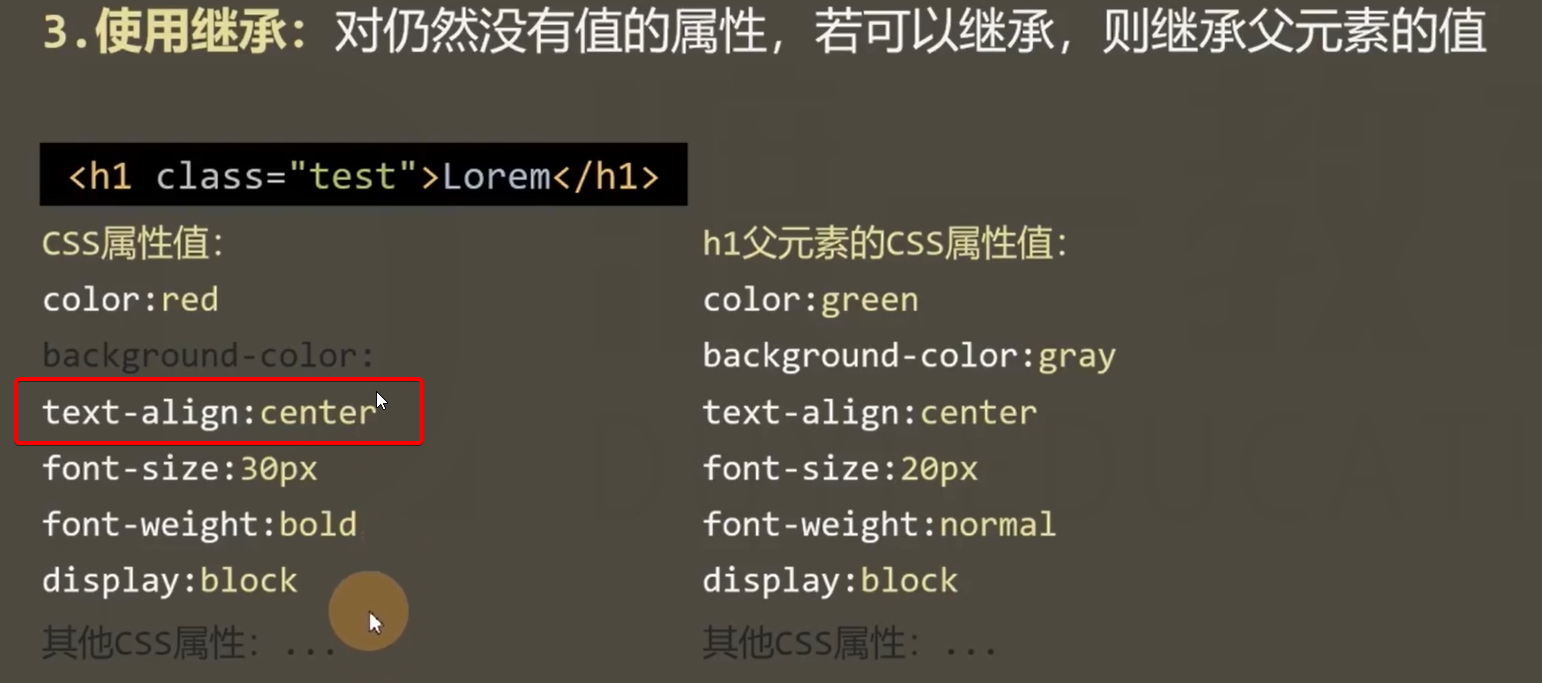 3.使用继承：对仍然没有值的属性，若可以继承，则继承父元素的值
<h1 class="test">Lorem</h1>
CSS属性值：
color:red
background-color:
text-align:center
font-size:30px
font-weight:bold
display:block
其他CSS属性：...
h1父元素的CSS属性值：
color:green
background-color:gray
text-align:center
font-size:20px
font-weight:normal
display:block
其他CSS属性：...